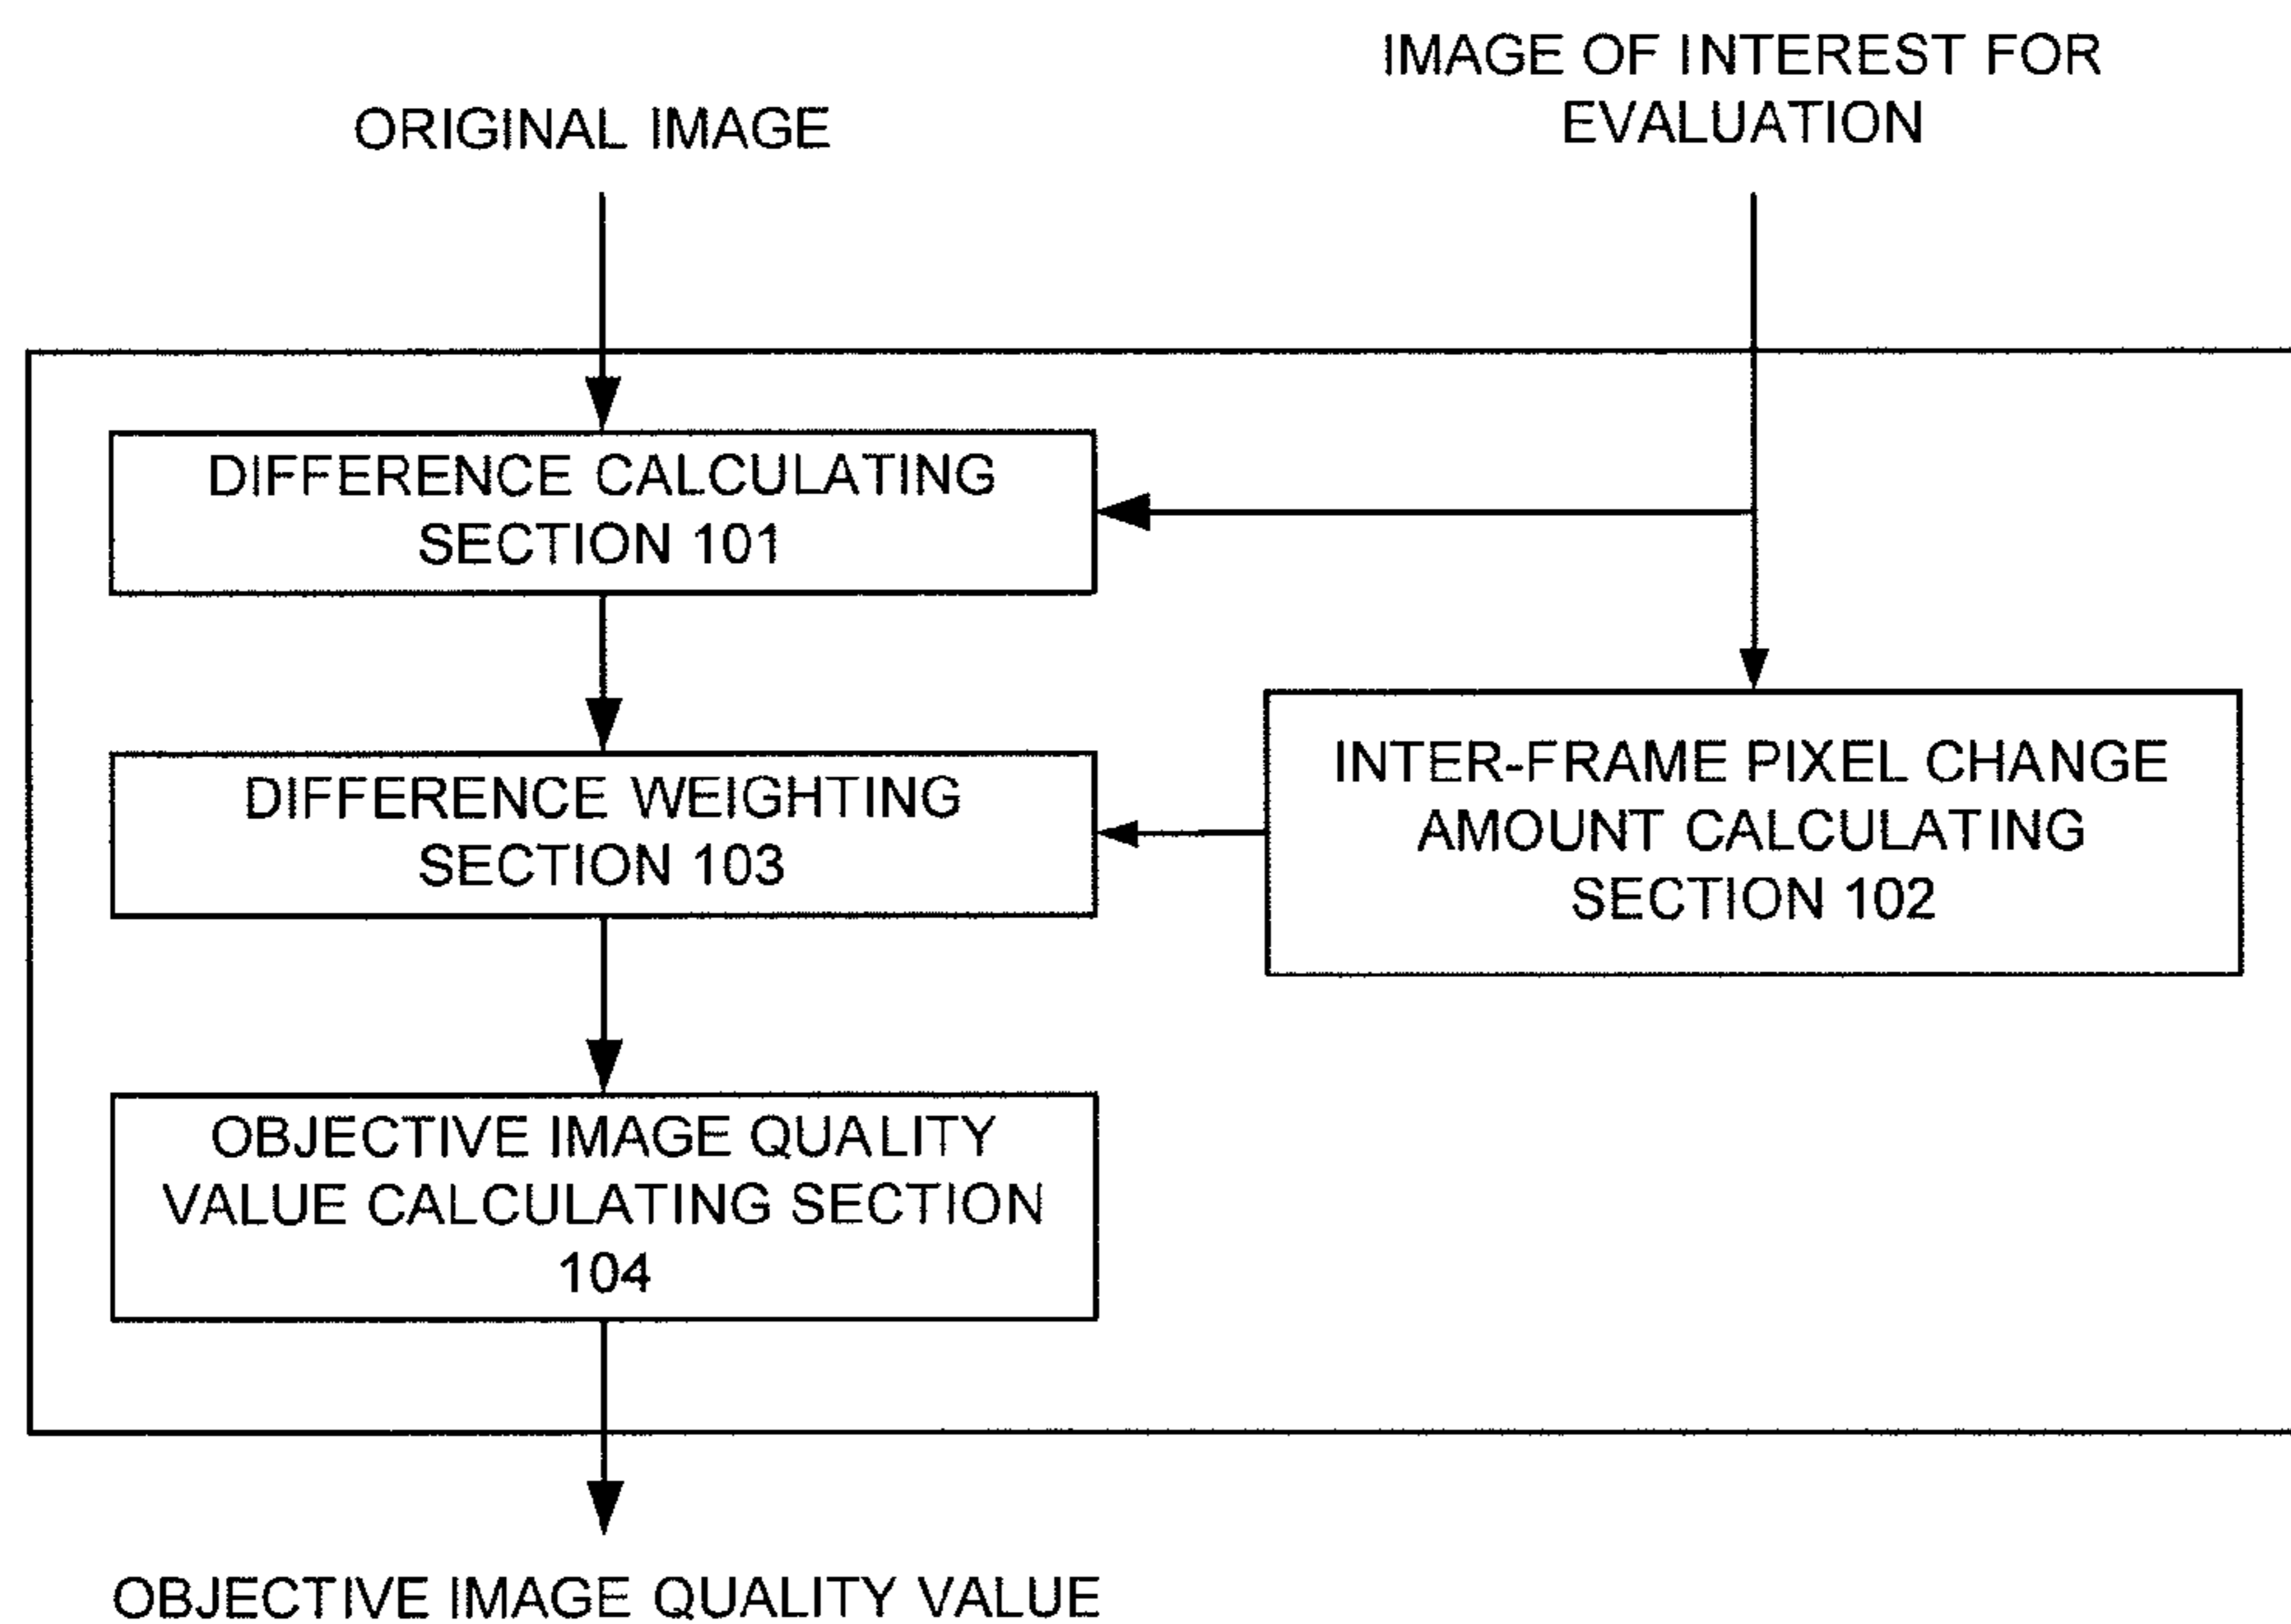 ORIGINAL IMAGE
IMAGE OF INTEREST FOR
EVALUATION
DIFFERENCE CALCULATING
SECTION 101
DIFFERENCE WEIGHTING
SECTION 103
INTER-FRAME PIXEL CHANGE
AMOUNT CALCULATING
SECTION 102
OBJECTIVE IMAGE QUALITY
VALUE CALCULATING SECTION
104
OBJECTIVE IMAGE QUALITY VALUE